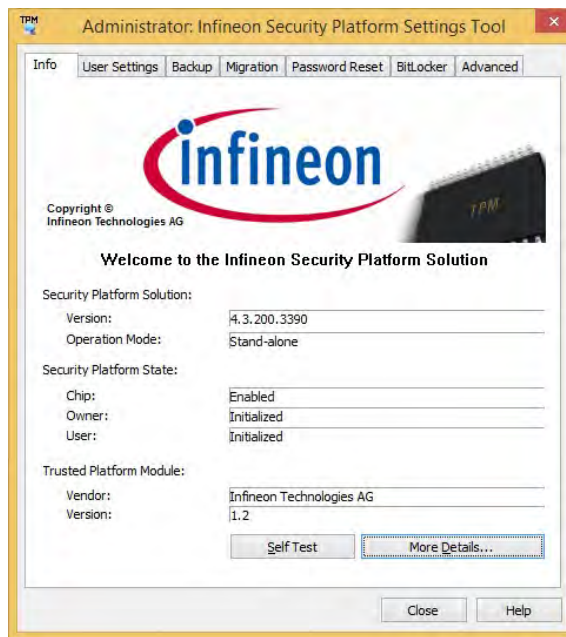 TPM
Administrator: Infineon Security Platform Settings Tool
Info User Settings Backup Migration Password Reset BitLocker Advanced
infineon
TPM
Copyright ©
Infineon Technologies AG
Welcome to the Infineon Security Platform Solution
Security Platform Solution:
Version: 4.3.200.3390
Operation Mode: Stand-alone
Security Platform State:
Chip: Enabled
Owner: Initialized
User: Initialized
Trusted Platform Module:
Vendor: Infineon Technologies AG
Version: 1.2
Self Test More Details...
Close Help